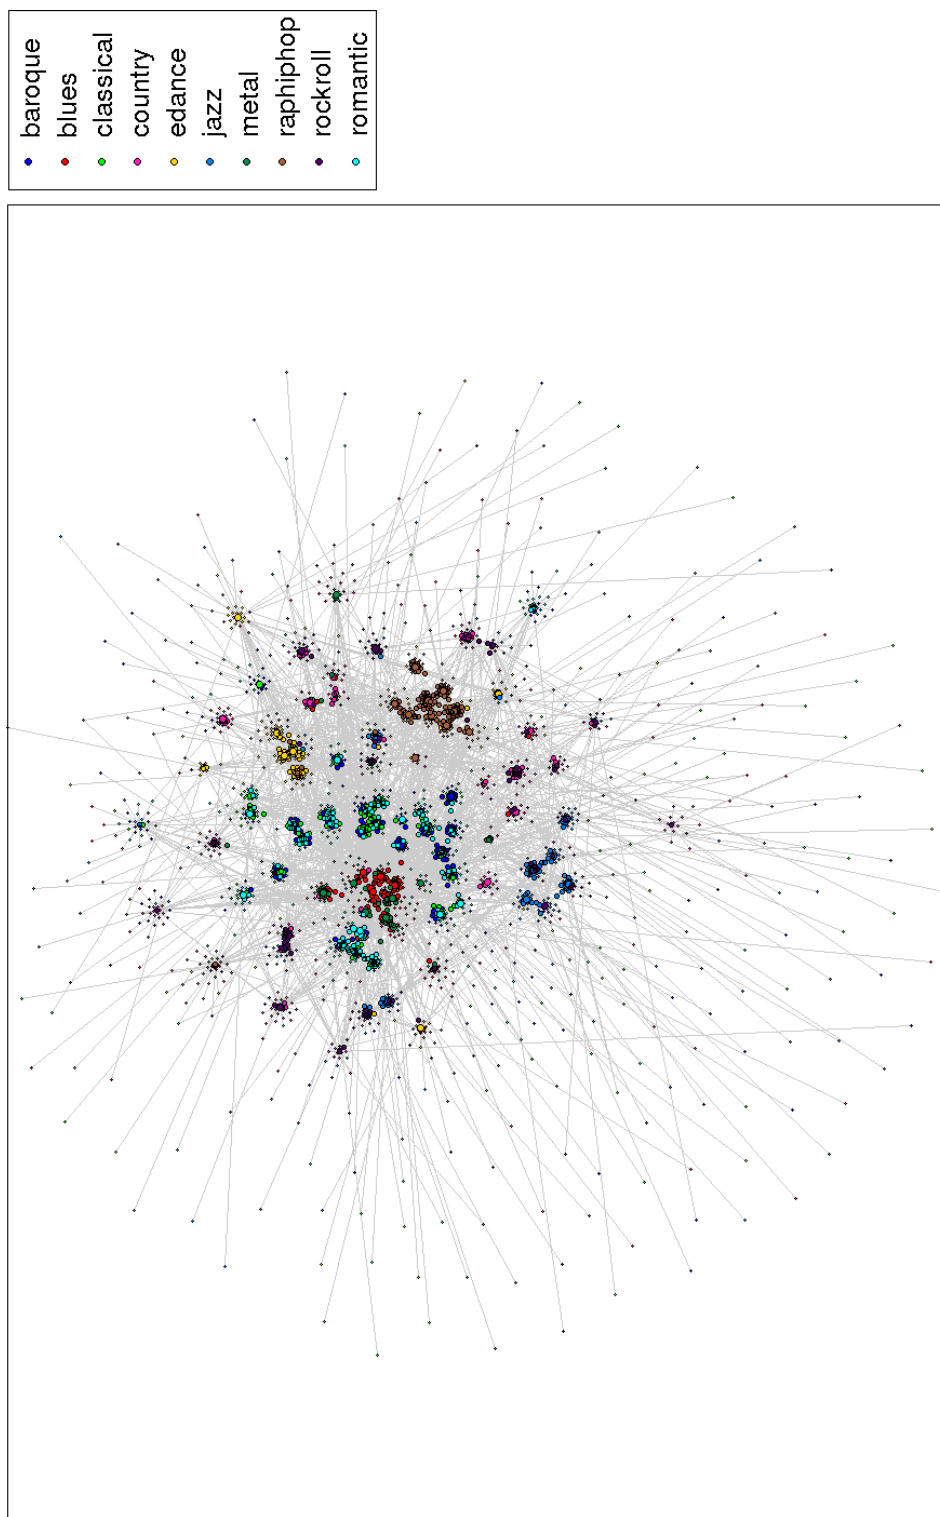 baroque
blues
classical
country
edance
jazz
metal
raphiphop
rockroll
romantic